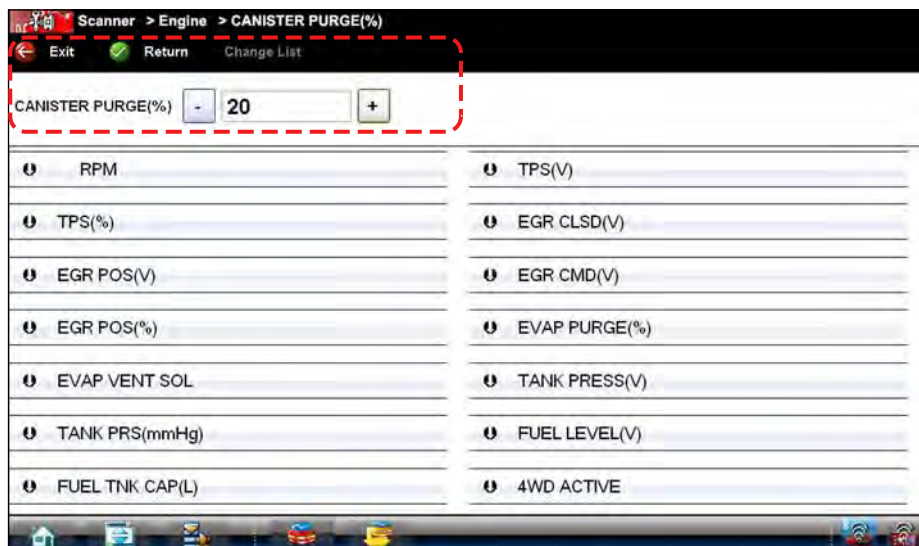 Scanner > Engine > CANISTER PURGE(%)
Exit Return Change List
CANISTER PURGE(%) - 20 +
RPM TPS(V)
TPS(%) EGR CLSD(V)
EGR POS(V) EGR CMD(V)
EGR POS(%) EVAP PURGE(%)
EVAP VENT SOL TANK PRESS(V)
TANK PRS(mmHg) FUEL LEVEL(V)
FUEL TNK CAP(L) 4WD ACTIVE